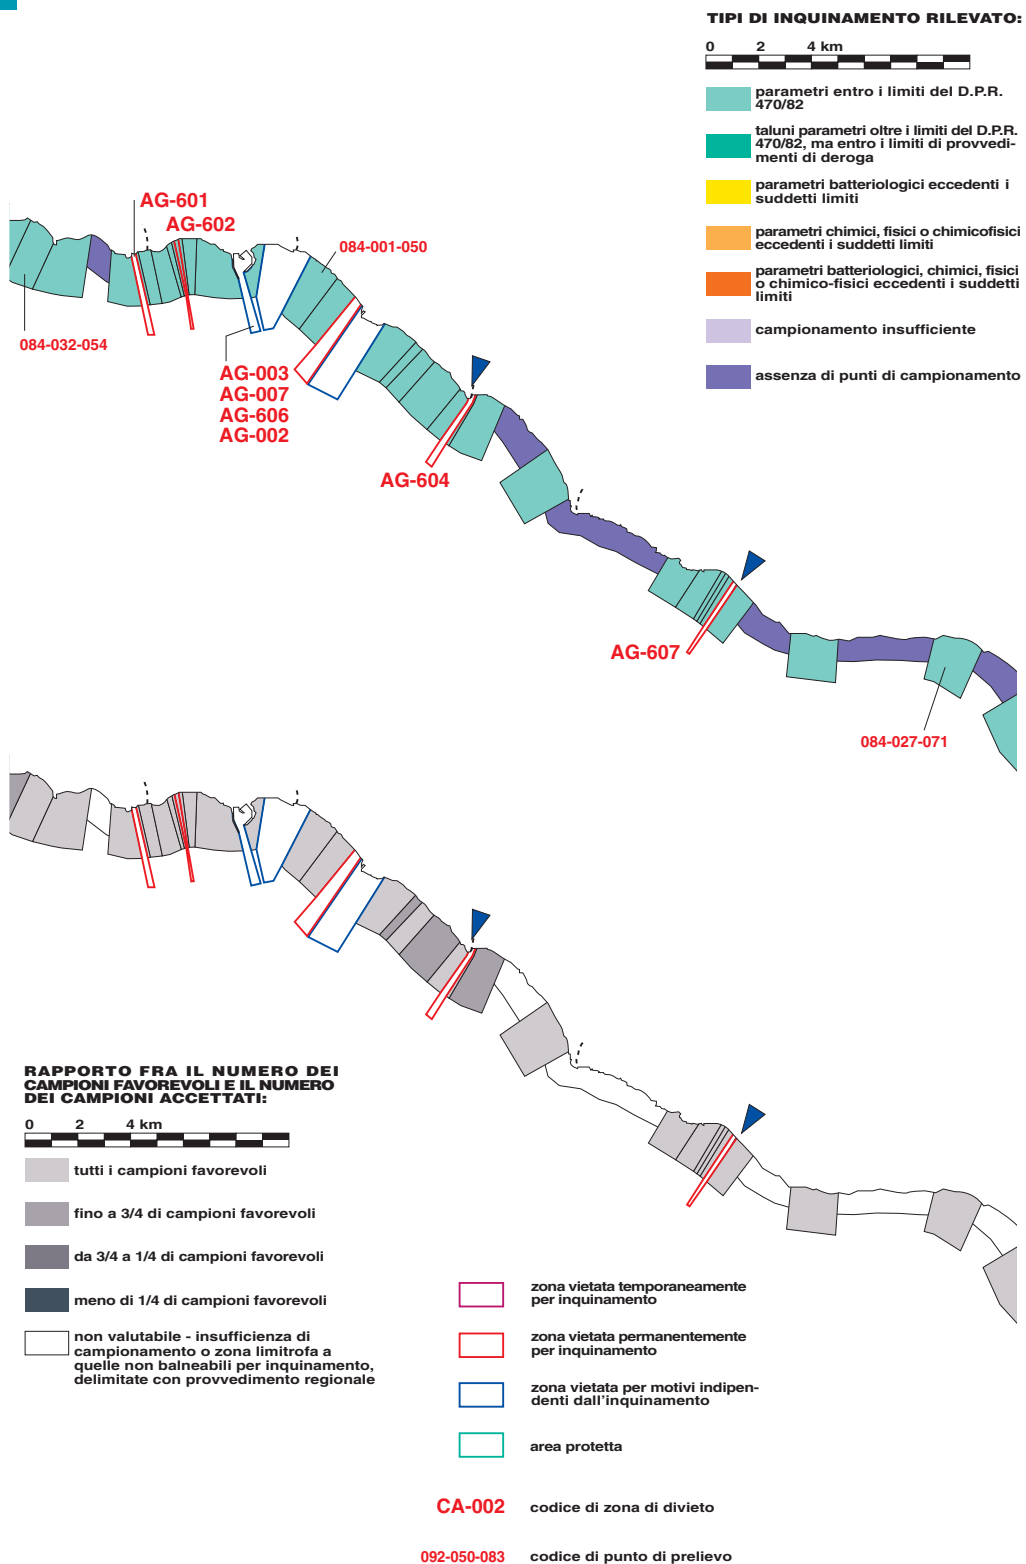 TIPI DI INQUINAMENTO RILEVATO:
0 2 4 km
parametri entro i limiti del D.P.R.
470/82
taluni parametri oltre i limiti del D.P.R.
470/82, ma entro i limiti di provvedi-
menti di deroga
parametri batteriologici eccedenti i
suddetti limiti
parametri chimici, fisici o chimicofisici
eccedenti i suddetti limiti
parametri batteriologici, chimici, fisici
o chimico-fisici eccedenti i suddetti
limiti
campionamento insufficiente
assenza di punti di campionamento
AG-601
AG-602
084-001-050
084-032-054
AG-003
AG-007
AG-606
AG-002
AG-604
AG-607
084-027-071
RAPPORTO FRA IL NUMERO DEI
CAMPIONI FAVOREVOLI E IL NUMERO
DEI CAMPIONI ACCETTATI:
0 2 4 km
tutti i campioni favorevoli
fino a 3/4 di campioni favorevoli
da 3/4 a 1/4 di campioni favorevoli
meno di 1/4 di campioni favorevoli
non valutabile - insufficienza di
campionamento o zona limitrofa a
quelle non balneabili per inquinamento,
delimitate con provvedimento regionale
zona vietata temporaneamente
per inquinamento
zona vietata permanentemente
per inquinamento
zona vietata per motivi indipen-
denti dall'inquinamento
area protetta
CA-002 codice di zona di divieto
092-050-083 codice di punto di prelievo